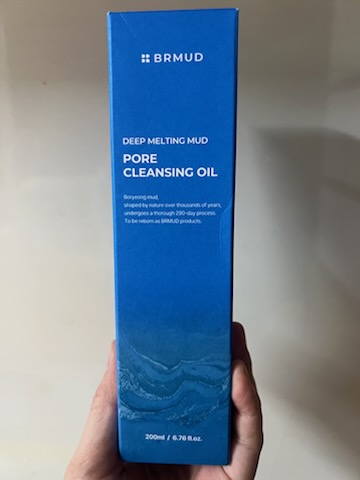 BRMUD
DEEP MELTING MUD
PORE
CLEANSING OIL
Boryeong mud,
shaped by nature over thousands of years,
undergoes a thorough 290-day process.
To be reborn as BRMUD products.
200ml / 6.76 fl.oz.